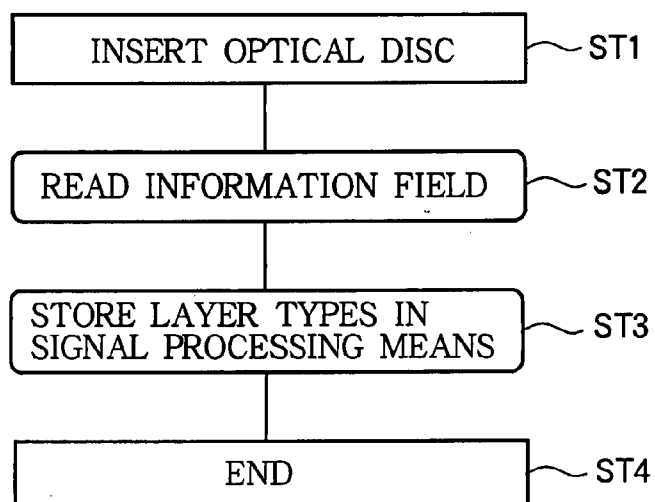 INSERT OPTICAL DISC ST1
READ INFORMATION FIELD ST2
STORE LAYER TYPES IN
SIGNAL PROCESSING MEANS ST3
END ST4